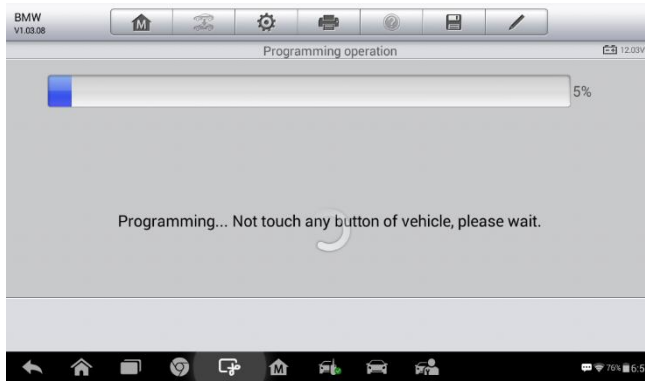 BMW
V1.03.08
Programming operation
12.03V
5%
Programming... Not touch any button of vehicle, please wait.
76%